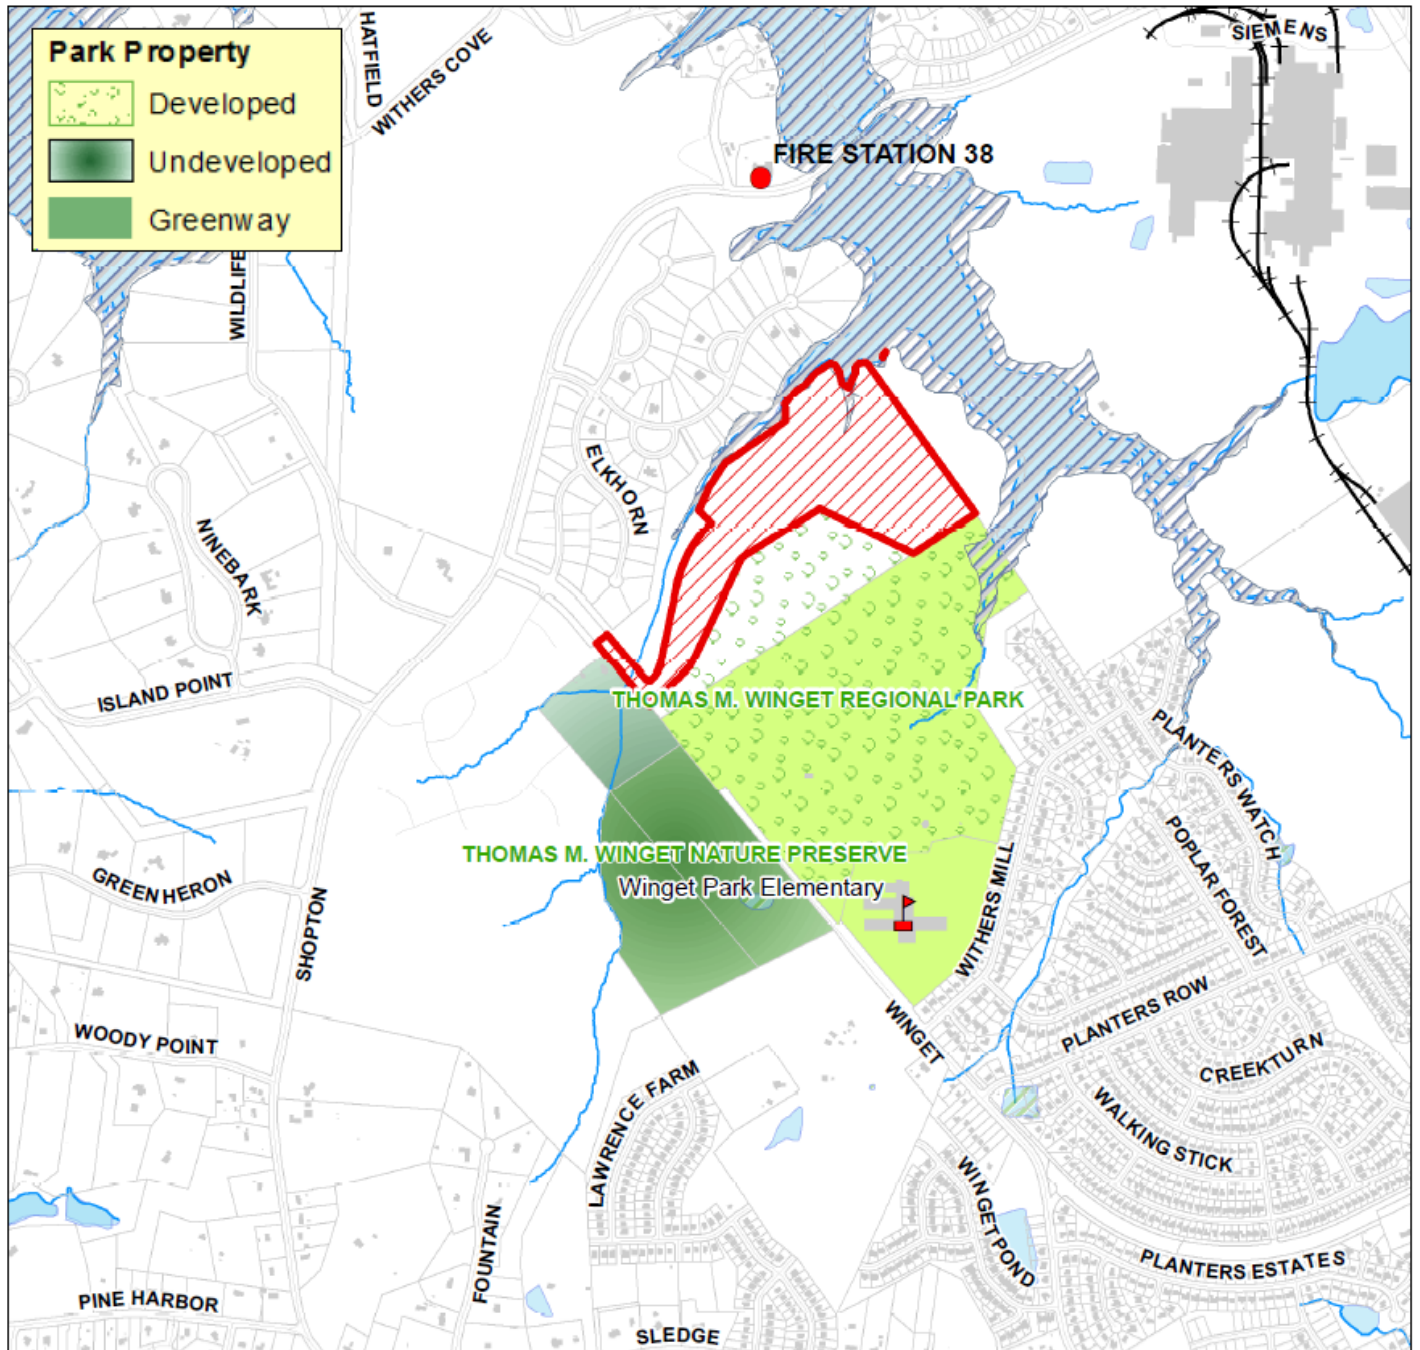 Park Property
Developed
Undeveloped
Greenway
HATFIELD
WITHERS COVE
SIEMENS
FIRE STATION 38
WILDLIFE
ELKHORN
NINEBARK
ISLAND POINT
THOMAS M. WINGET REGIONAL PARK
PLANTERS WATCH
POPLAR FOREST
THOMAS M. WINGET NATURE PRESERVE
Winget Park Elementary
WITHERS MILL
GREEN HERON
SHOPTON
WINGET
PLANTERS ROW
WOODY POINT
CREEKTURN
LAWRENCE FARM
WALKING STICK
WINGET POND
FOUNTAIN
PLANTERS ESTATES
PINE HARBOR
SLEDGE